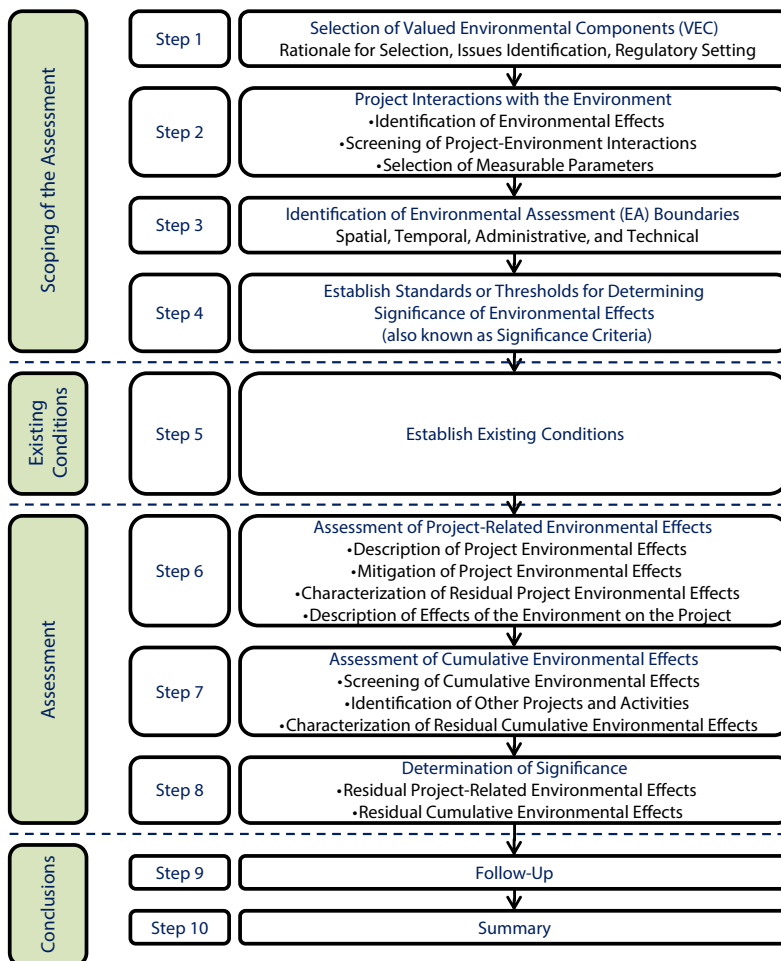 Scoping of the Assessment
Step 1
Selection of Valued Environmental Components (VEC)
Rationale for Selection, Issues Identification, Regulatory Setting
Step 2
Project Interactions with the Environment
•Identification of Environmental Effects
•Screening of Project-Environment Interactions
•Selection of Measurable Parameters
Step 3
Identification of Environmental Assessment (EA) Boundaries
Spatial, Temporal, Administrative, and Technical
Step 4
Establish Standards or Thresholds for Determining
Significance of Environmental Effects
(also known as Significance Criteria)
Existing
Conditions
Step 5
Establish Existing Conditions
Assessment
Step 6
Assessment of Project-Related Environmental Effects
•Description of Project Environmental Effects
•Mitigation of Project Environmental Effects
•Characterization of Residual Project Environmental Effects
•Description of Effects of the Environment on the Project
Step 7
Assessment of Cumulative Environmental Effects
•Screening of Cumulative Environmental Effects
•Identification of Other Projects and Activities
•Characterization of Residual Cumulative Environmental Effects
Step 8
Determination of Significance
•Residual Project-Related Environmental Effects
•Residual Cumulative Environmental Effects
Conclusions
Step 9
Follow-Up
Step 10
Summary